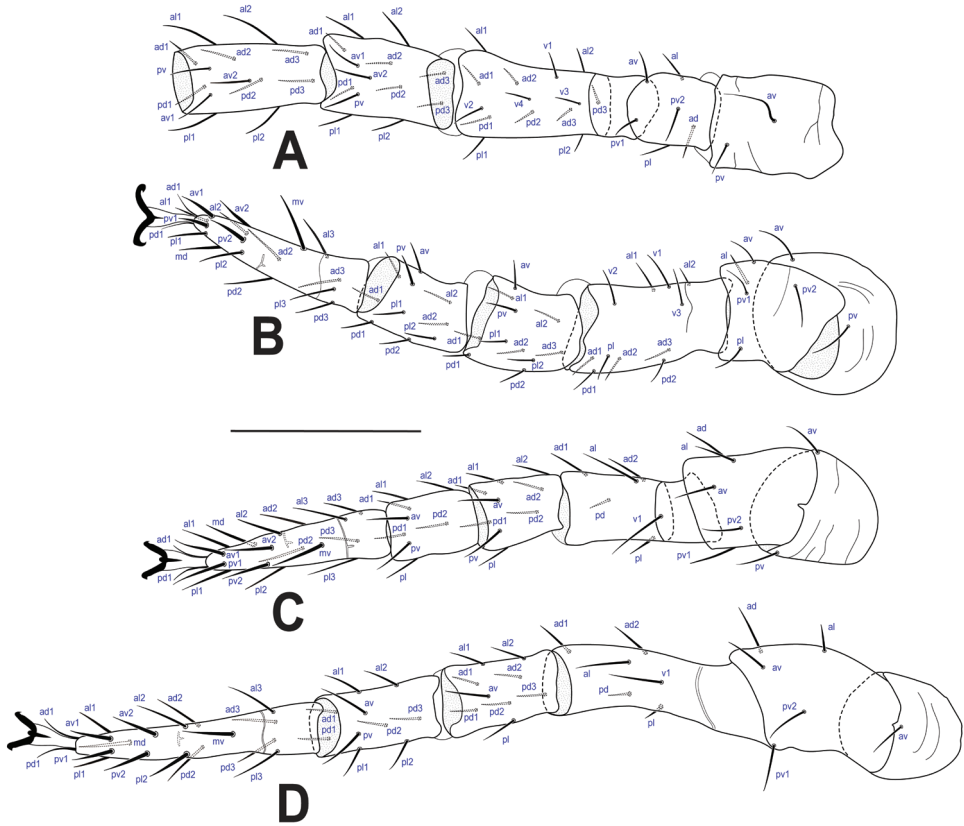 al1 al2 al1 al2 al1
ad1 ad2 ad3 ad1 av1 ad2 v1 al2 av al
pv av2 pd1 av2 ad3 ad1 ad2 av
pd1 pd2 pd3 pv pd2 pd3 v2 v4 v3 pd3 pv2
av1 pd1 pd2 ad3 ad
pl1 pl2 pl1 pl2 pl1 pl2 pv1 pl pv
A
ad1 av1 mv
al1 al2 av2 al3 al1 pv av av al1 v1 al2 al av av
pv1 v2
pd1 pl1 pv2 ad2 ad3 ad1 al2 al1 pv1 pv2
md pl2 pl1 pv al2 v3 pv
pd2 pl3 pd3 pl2 ad2 pl1 ad2 ad3 ad1 pl ad2 ad3 pl
pd1 pd2 ad1 pd1 pl2 pd2
pd2 pd1
B
ad av
al2 ad1 al ad2 al
al1 md al2 ad2 al3 ad3 ad1 al1 al2 ad1 al1 ad2 av
ad1 av1 av2 pd2 pd3 pd1 av pd2 av pd1 pd2 pd v1 pv2
pd1 pv1 mv pv pv pl pl pv1 pv
pl1 pv2 pl2 pl3 pl
C
ad al
ad1 ad2
al1 al2 al1 al2 av
ad1 al1 al2 ad2 al3 ad1 ad2 al v1
av1 av2 ad3 av pd3 av pd3 pd pv2
md mv ad1 pd1 pd2 pd1 pd2 av
pd1 pv1 pl1 pv2 pl2 pd2 pd3 pl3 pv pl1 pl2 pl pl pv1
D